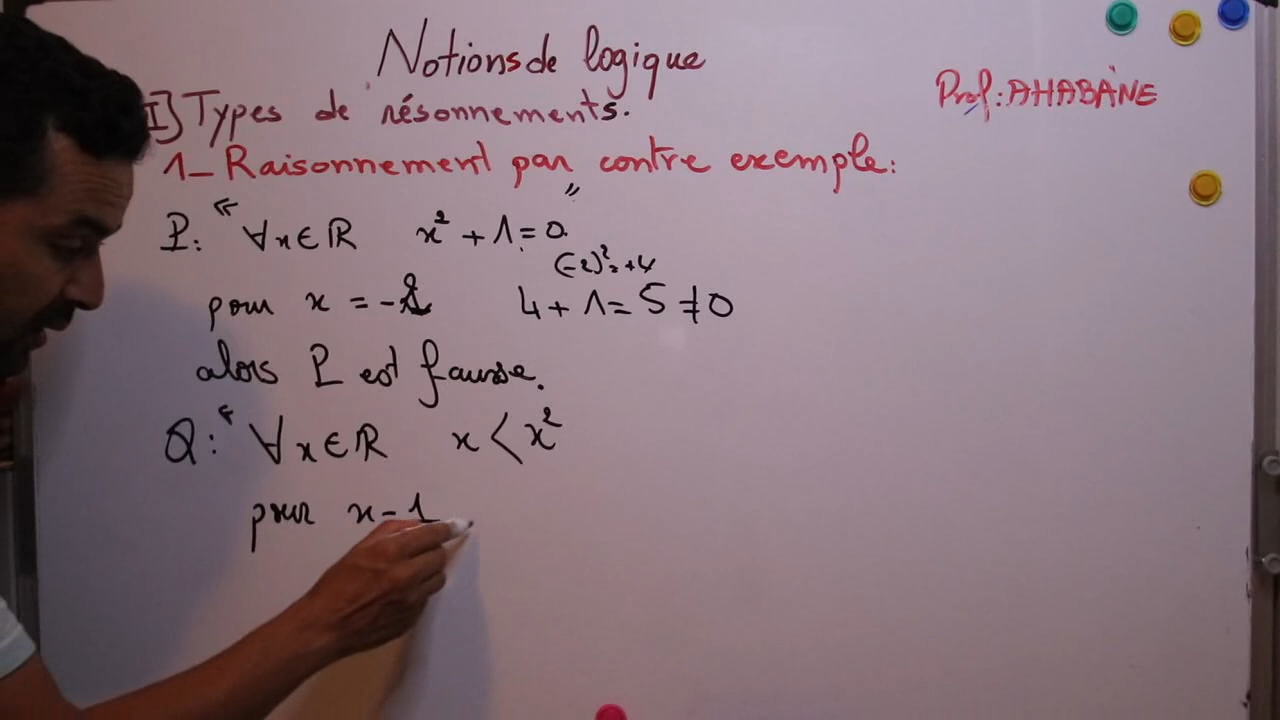 Notions de logique
Prof: AHABANE
I] Types de résonnements.
1_ Raisonnement par contre exemple:
P: « ∀x∈ℝ x² + 1 = 0 »
(-2)² = +4
pour x = -2 4 + 1 = 5 ≠ 0
alors P est fausse.
Q: « ∀x∈ℝ x < x²
pour x = 1